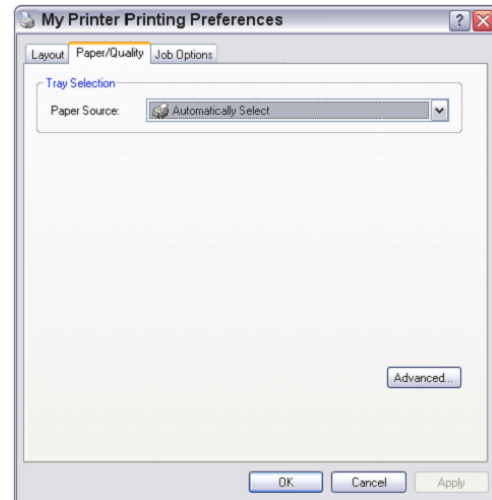 My Printer Printing Preferences
Layout Paper/Quality Job Options
Tray Selection
Paper Source: Automatically Select
Advanced...
OK Cancel Apply